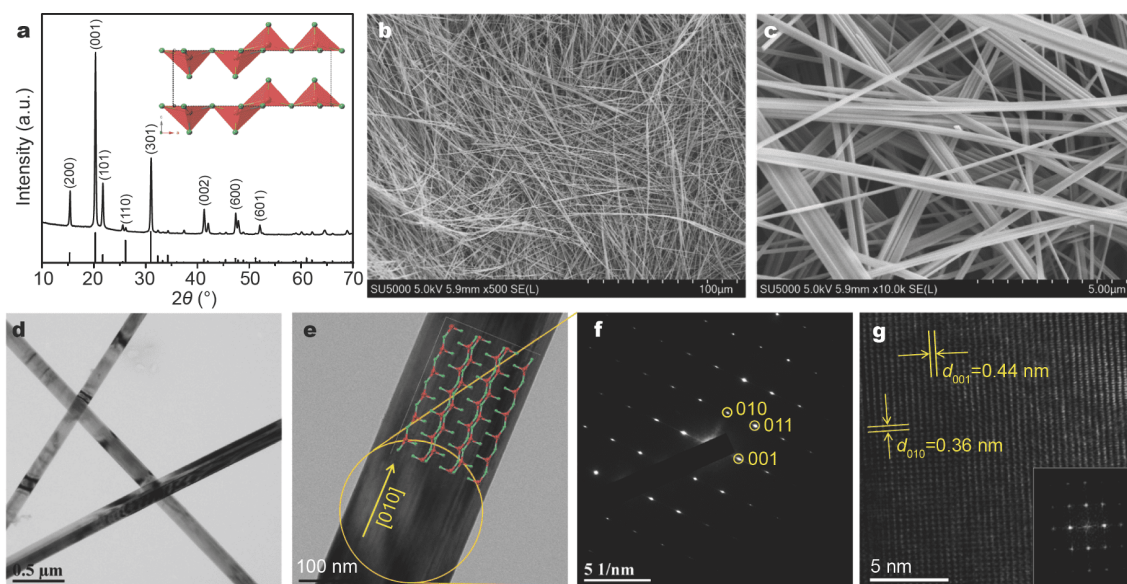 a
Intensity (a.u.)
(200)
(001)
(101)
(110)
(301)
(002)
(600)
(601)
10 20 30 40 50 60 70
2θ (°)
b
SU5000 5.0kV 5.9mm x500 SE(L) 100µm
c
SU5000 5.0kV 5.9mm x10.0k SE(L) 5.00µm
d
0.5 µm
e
[010]
100 nm
f
010
011
001
5 1/nm
g
d001=0.44 nm
d010=0.36 nm
5 nm